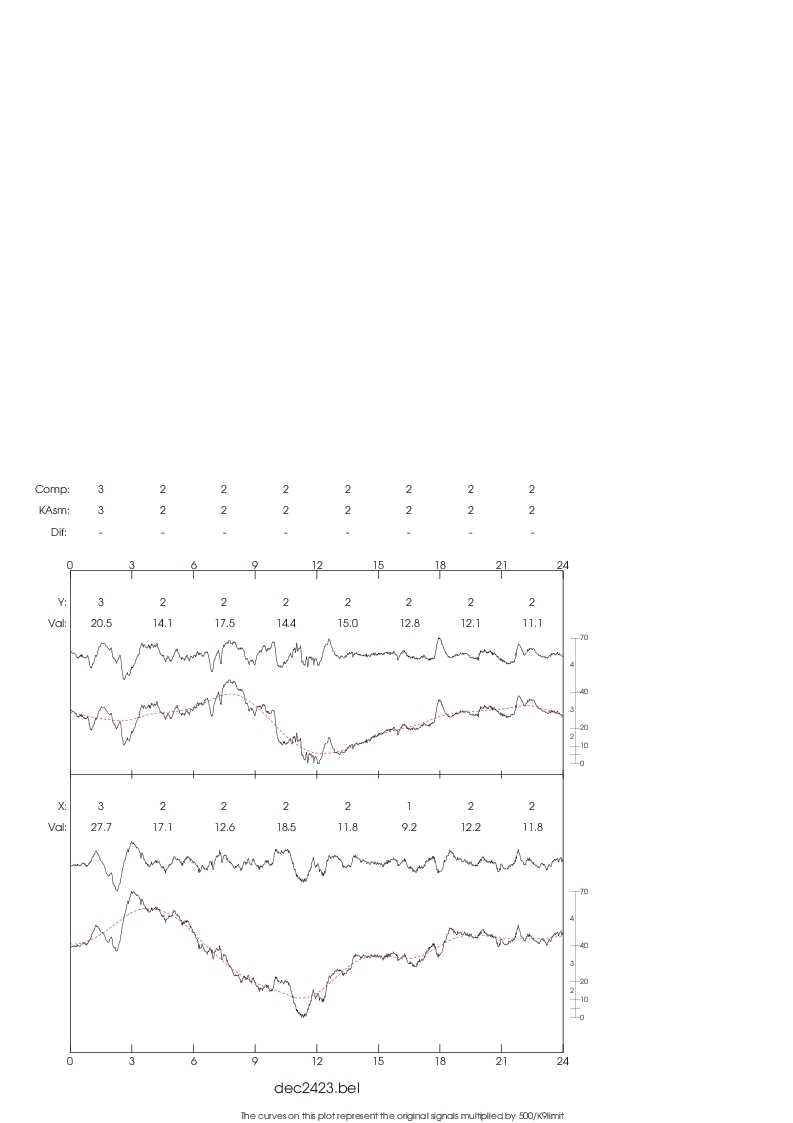 Comp: 3 2 2 2 2 2 2 2
KAsm: 3 2 2 2 2 2 2 2
Dif: - - - - - - - -
0 3 6 9 12 15 18 21 24
Y: 3 2 2 2 2 2 2 2
Val: 20.5 14.1 17.5 14.4 15.0 12.8 12.1 11.1
70
4
40
3
20
2
10
0
X: 3 2 2 2 2 1 2 2
Val: 27.7 17.1 12.6 18.5 11.8 9.2 12.2 11.8
70
4
40
3
20
2
10
0
0 3 6 9 12 15 18 21 24
dec2423.bel
The curves on this plot represent the original signals multiplied by 500/K9limit